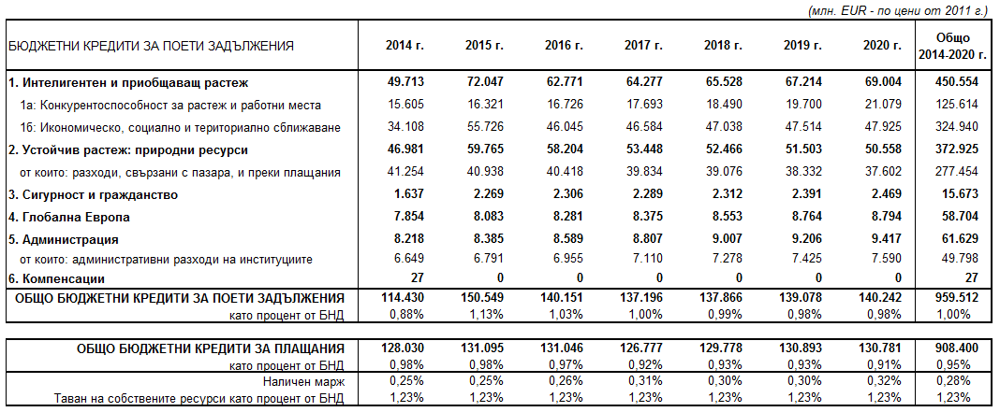 (млн. EUR - по цени от 2011 г.)
БЮДЖЕТНИ КРЕДИТИ ЗА ПОЕТИ ЗАДЪЛЖЕНИЯ 2014 г. 2015 г. 2016 г. 2017 г. 2018 г. 2019 г. 2020 г. Общо 2014-2020 г.
1. Интелигентен и приобщаващ растеж 49.713 72.047 62.771 64.277 65.528 67.214 69.004 450.554
1а: Конкурентоспособност за растеж и работни места 15.605 16.321 16.726 17.693 18.490 19.700 21.079 125.614
1б: Икономическо, социално и териториално сближаване 34.108 55.726 46.045 46.584 47.038 47.514 47.925 324.940
2. Устойчив растеж: природни ресурси 46.981 59.765 58.204 53.448 52.466 51.503 50.558 372.925
от които: разходи, свързани с пазара, и преки плащания 41.254 40.938 40.418 39.834 39.076 38.332 37.602 277.454
3. Сигурност и гражданство 1.637 2.269 2.306 2.289 2.312 2.391 2.469 15.673
4. Глобална Европа 7.854 8.083 8.281 8.375 8.553 8.764 8.794 58.704
5. Администрация 8.218 8.385 8.589 8.807 9.007 9.206 9.417 61.629
от които: административни разходи на институциите 6.649 6.791 6.955 7.110 7.278 7.425 7.590 49.798
6. Компенсации 27 0 0 0 0 0 0 27
ОБЩО БЮДЖЕТНИ КРЕДИТИ ЗА ПОЕТИ ЗАДЪЛЖЕНИЯ 114.430 150.549 140.151 137.196 137.866 139.078 140.242 959.512
като процент от БНД 0,88% 1,13% 1,03% 1,00% 0,99% 0,98% 0,98% 1,00%
ОБЩО БЮДЖЕТНИ КРЕДИТИ ЗА ПЛАЩАНИЯ 128.030 131.095 131.046 126.777 129.778 130.893 130.781 908.400
като процент от БНД 0,98% 0,98% 0,97% 0,92% 0,93% 0,93% 0,91% 0,95%
Наличен марж 0,25% 0,25% 0,26% 0,31% 0,30% 0,30% 0,32% 0,28%
Таван на собствените ресурси като процент от БНД 1,23% 1,23% 1,23% 1,23% 1,23% 1,23% 1,23% 1,23%